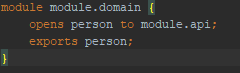 module module.domain {
opens person to module.api;
exports person;
}